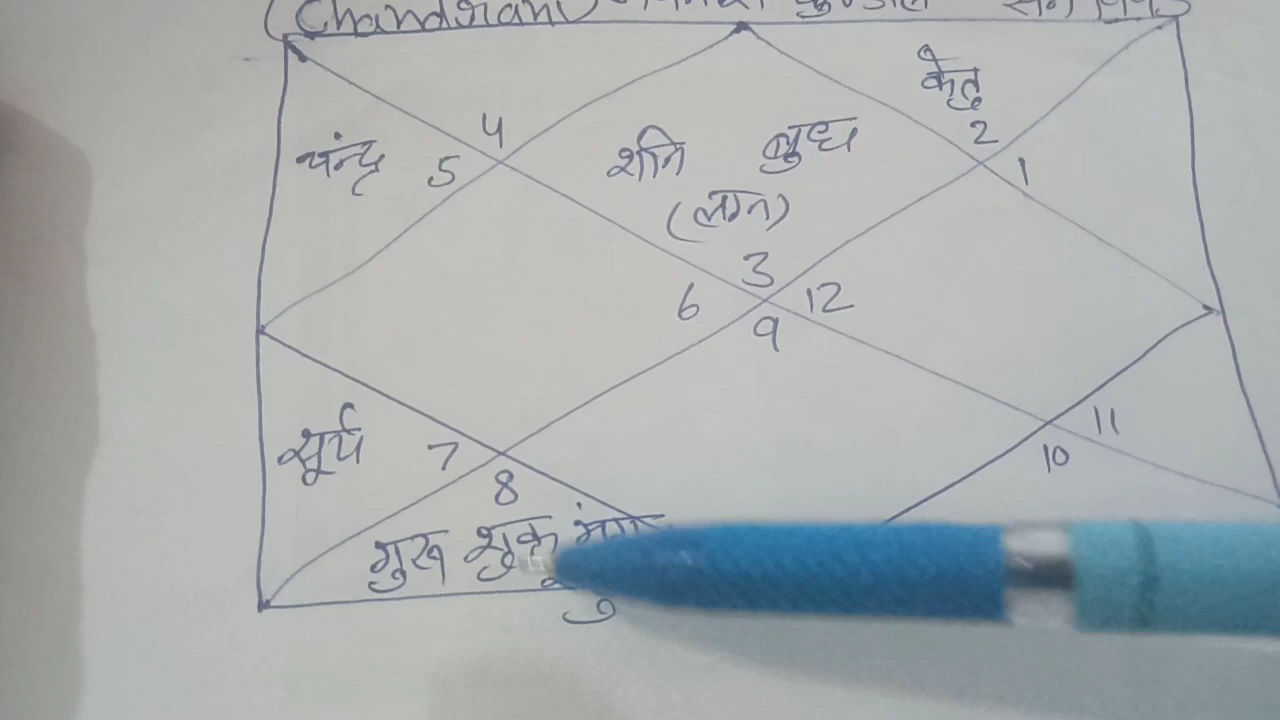 (Chandrani)
केतु
4 शनि बुध 2
चंन्द्र 5 1
(लग्न)
3
6 12
9
सूर्य 7 11
8 10
गुरू शुक्र